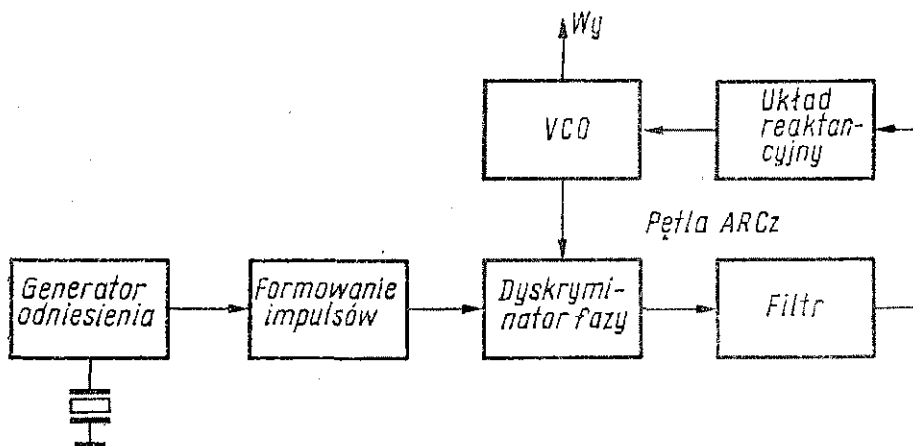 Wy
VCO
Układ
reaktan-
cyjny
Pętla ARCz
Generator
odniesienia
Formowanie
impulsów
Dyskrymi-
nator fazy
Filtr